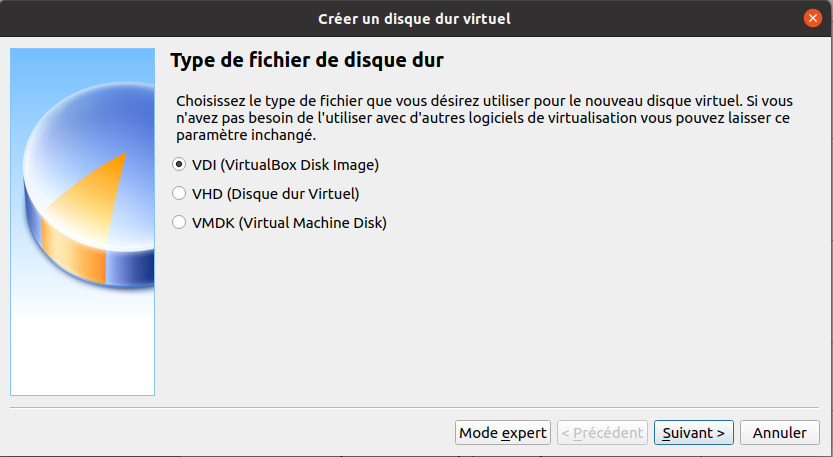 Créer un disque dur virtuel
Type de fichier de disque dur
Choisissez le type de fichier que vous désirez utiliser pour le nouveau disque virtuel. Si vous
n'avez pas besoin de l'utiliser avec d'autres logiciels de virtualisation vous pouvez laisser ce
paramètre inchangé.
VDI (VirtualBox Disk Image)
VHD (Disque dur Virtuel)
VMDK (Virtual Machine Disk)
Mode expert
< Précédent
Suivant >
Annuler